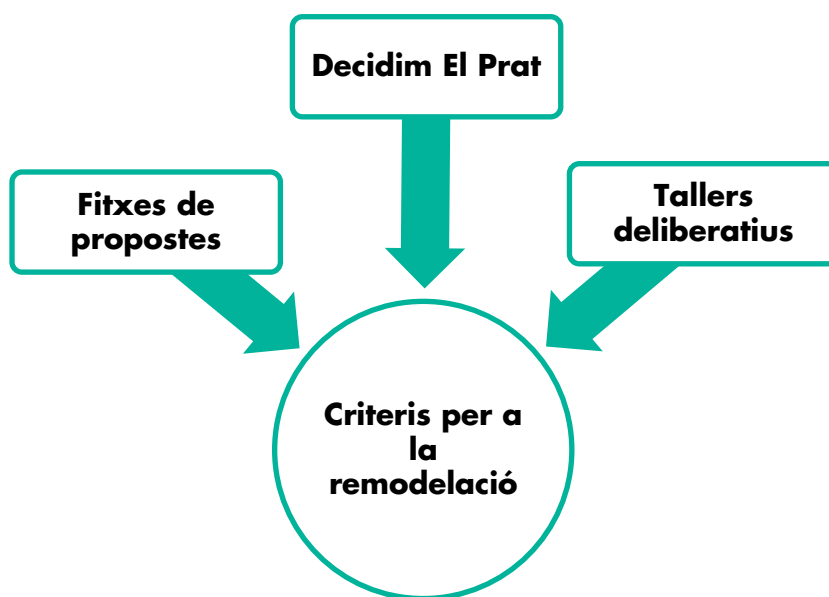 Decidim El Prat
Fitxes de
propostes
Tallers
deliberatius
Criteris per a
la
remodelació